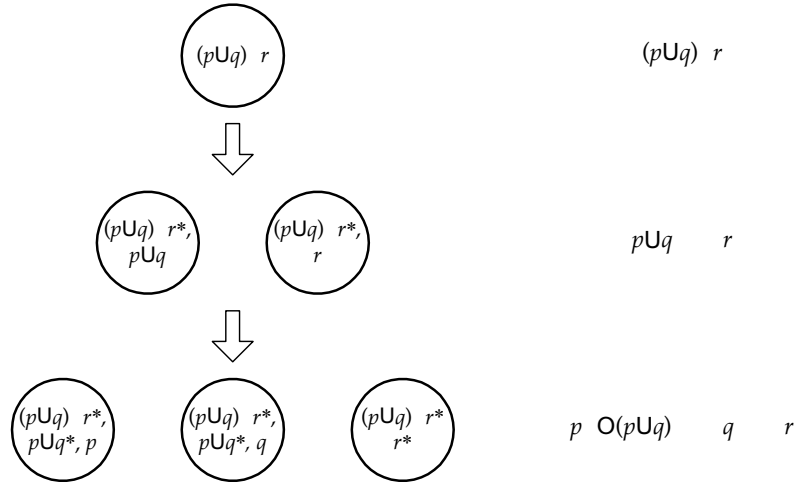 (pUq) r
(pUq) r
(pUq) r*,
pUq
(pUq) r*,
r
pUq r
(pUq) r*,
pUq*, p
(pUq) r*,
pUq*, q
(pUq) r*
r*
p O(pUq) q r